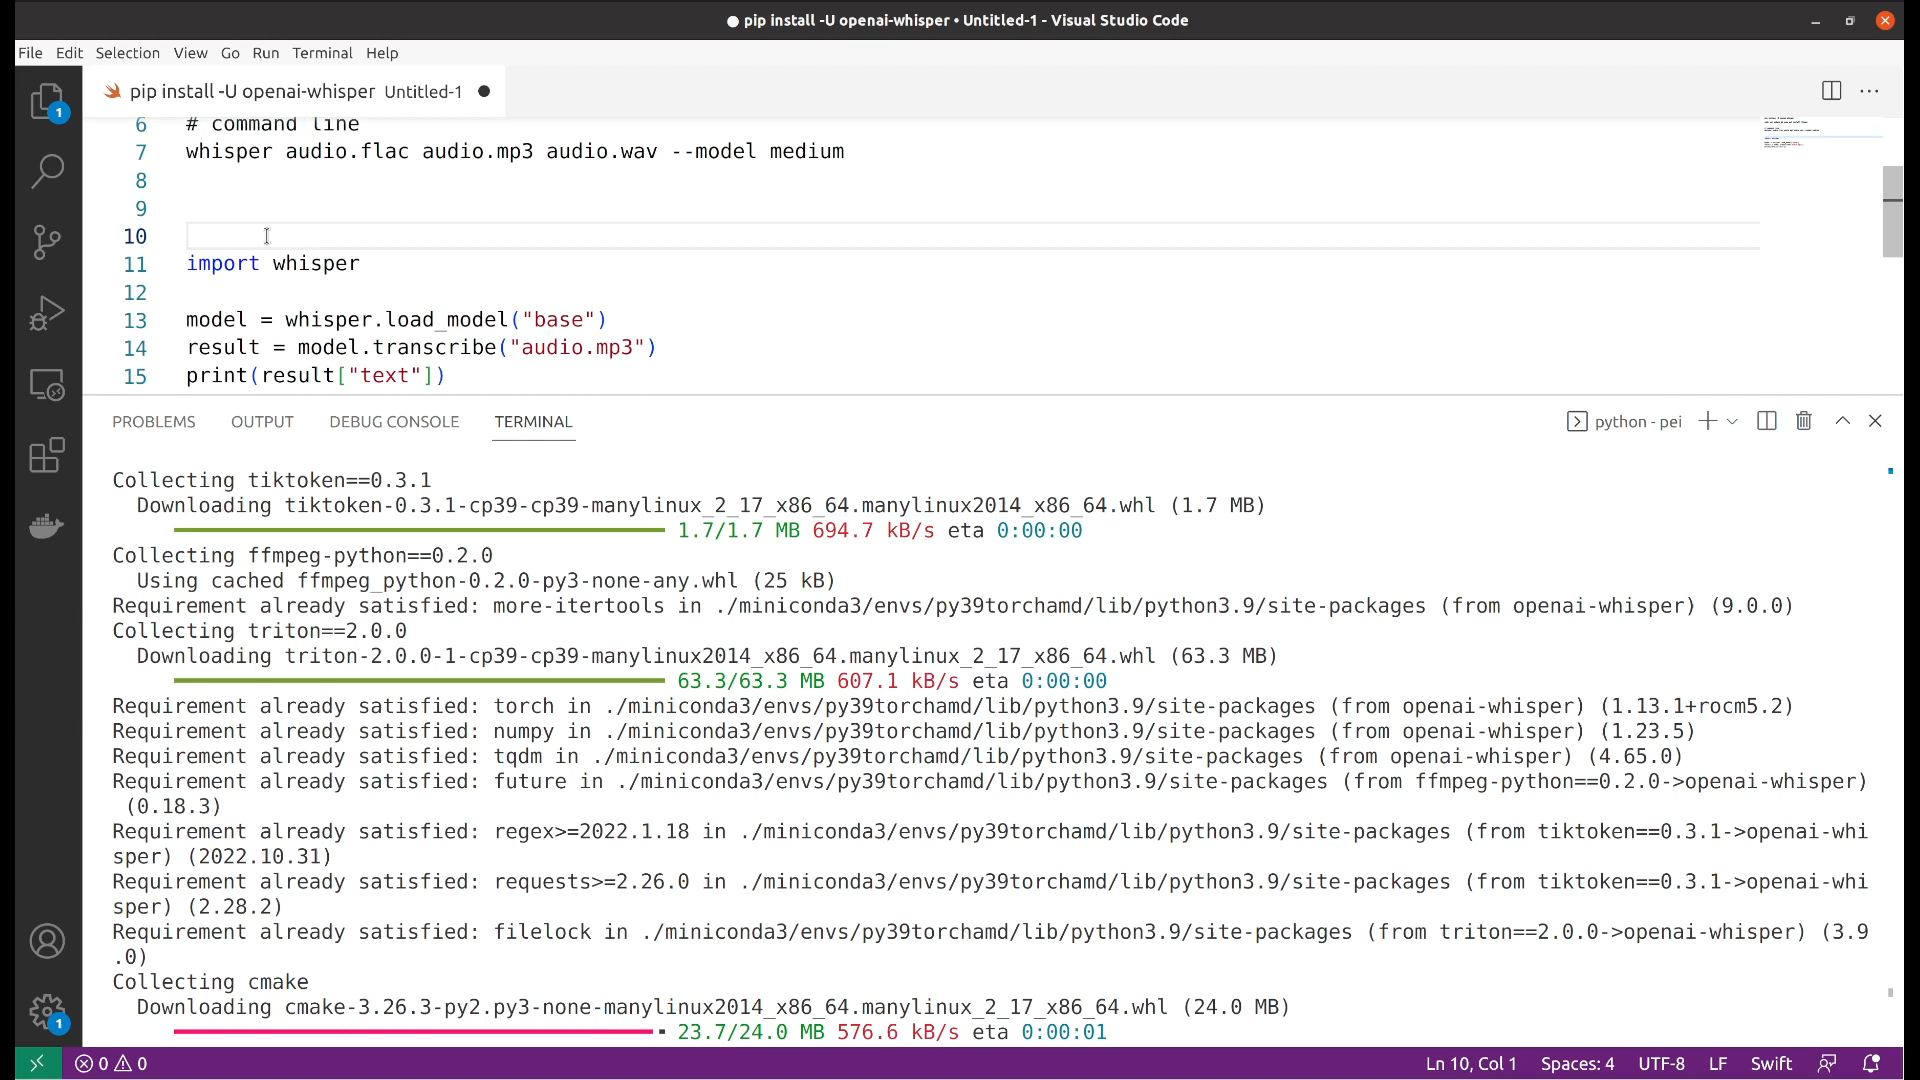 pip install -U openai-whisper • Untitled-1 - Visual Studio Code
File Edit Selection View Go Run Terminal Help
pip install -U openai-whisper Untitled-1
6 # command line
7 whisper audio.flac audio.mp3 audio.wav --model medium
8
9
10
11 import whisper
12
13 model = whisper.load_model("base")
14 result = model.transcribe("audio.mp3")
15 print(result["text"])
PROBLEMS OUTPUT DEBUG CONSOLE TERMINAL python - pei
Collecting tiktoken==0.3.1
Downloading tiktoken-0.3.1-cp39-cp39-manylinux_2_17_x86_64.manylinux2014_x86_64.whl (1.7 MB)
1.7/1.7 MB 694.7 kB/s eta 0:00:00
Collecting ffmpeg-python==0.2.0
Using cached ffmpeg_python-0.2.0-py3-none-any.whl (25 kB)
Requirement already satisfied: more-itertools in ./miniconda3/envs/py39torchamd/lib/python3.9/site-packages (from openai-whisper) (9.0.0)
Collecting triton==2.0.0
Downloading triton-2.0.0-1-cp39-cp39-manylinux2014_x86_64.manylinux_2_17_x86_64.whl (63.3 MB)
63.3/63.3 MB 607.1 kB/s eta 0:00:00
Requirement already satisfied: torch in ./miniconda3/envs/py39torchamd/lib/python3.9/site-packages (from openai-whisper) (1.13.1+rocm5.2)
Requirement already satisfied: numpy in ./miniconda3/envs/py39torchamd/lib/python3.9/site-packages (from openai-whisper) (1.23.5)
Requirement already satisfied: tqdm in ./miniconda3/envs/py39torchamd/lib/python3.9/site-packages (from openai-whisper) (4.65.0)
Requirement already satisfied: future in ./miniconda3/envs/py39torchamd/lib/python3.9/site-packages (from ffmpeg-python==0.2.0->openai-whisper)
(0.18.3)
Requirement already satisfied: regex>=2022.1.18 in ./miniconda3/envs/py39torchamd/lib/python3.9/site-packages (from tiktoken==0.3.1->openai-whi
sper) (2022.10.31)
Requirement already satisfied: requests>=2.26.0 in ./miniconda3/envs/py39torchamd/lib/python3.9/site-packages (from tiktoken==0.3.1->openai-whi
sper) (2.28.2)
Requirement already satisfied: filelock in ./miniconda3/envs/py39torchamd/lib/python3.9/site-packages (from triton==2.0.0->openai-whisper) (3.9
.0)
Collecting cmake
Downloading cmake-3.26.3-py2.py3-none-manylinux2014_x86_64.manylinux_2_17_x86_64.whl (24.0 MB)
23.7/24.0 MB 576.6 kB/s eta 0:00:01
1
1
0 0 Ln 10, Col 1 Spaces: 4 UTF-8 LF Swift